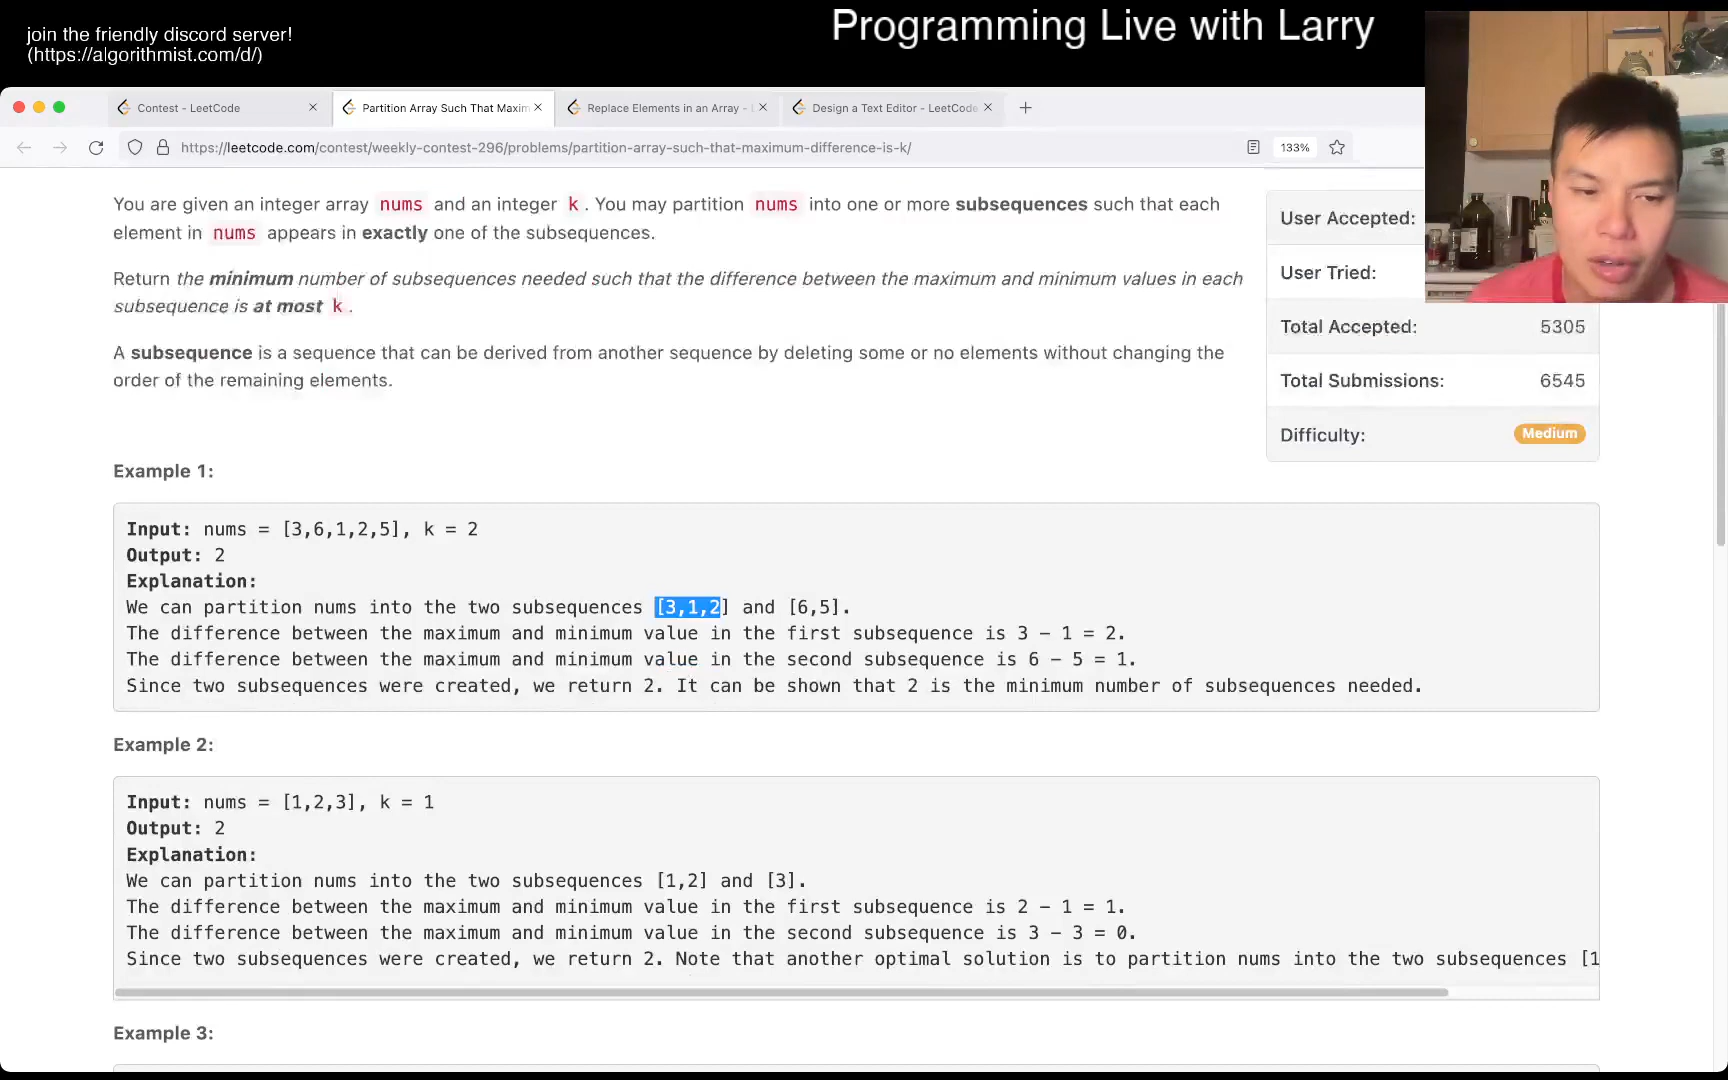 join the friendly discord server!
(https://algorithmist.com/d/)
Programming Live with Larry
Contest - LeetCode
Partition Array Such That Maxim
Replace Elements in an Array -
Design a Text Editor - LeetCode
https://leetcode.com/contest/weekly-contest-296/problems/partition-array-such-that-maximum-difference-is-k/
133%
You are given an integer array nums and an integer k. You may partition nums into one or more subsequences such that each
element in nums appears in exactly one of the subsequences.
Return the minimum number of subsequences needed such that the difference between the maximum and minimum values in each
subsequence is at most k.
A subsequence is a sequence that can be derived from another sequence by deleting some or no elements without changing the
order of the remaining elements.
User Accepted:
User Tried:
Total Accepted: 5305
Total Submissions: 6545
Difficulty: Medium
Example 1:
Input: nums = [3,6,1,2,5], k = 2
Output: 2
Explanation:
We can partition nums into the two subsequences [3,1,2] and [6,5].
The difference between the maximum and minimum value in the first subsequence is 3 - 1 = 2.
The difference between the maximum and minimum value in the second subsequence is 6 - 5 = 1.
Since two subsequences were created, we return 2. It can be shown that 2 is the minimum number of subsequences needed.
Example 2:
Input: nums = [1,2,3], k = 1
Output: 2
Explanation:
We can partition nums into the two subsequences [1,2] and [3].
The difference between the maximum and minimum value in the first subsequence is 2 - 1 = 1.
The difference between the maximum and minimum value in the second subsequence is 3 - 3 = 0.
Since two subsequences were created, we return 2. Note that another optimal solution is to partition nums into the two subsequences [1
Example 3: